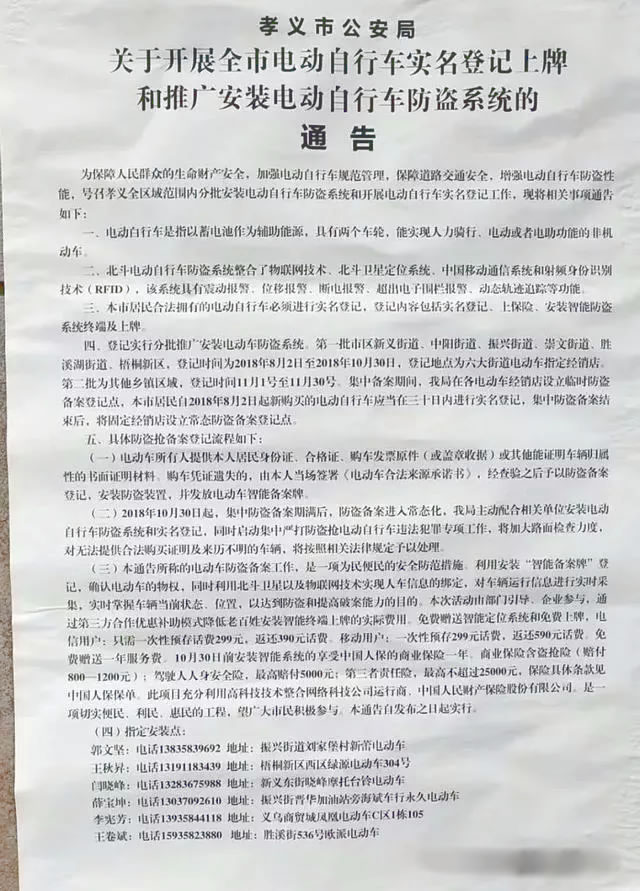 孝义市公安局
关于开展全市电动自行车实名登记上牌
和推广安装电动自行车防盗系统的
通告
为保障人民群众的生命财产安全，加强电动自行车规范管理，保障道路交通安全，增强电动自行车防盗性
能，号召孝义全区域范围内分批安装电动自行车防盗系统和开展电动自行车实名登记工作，现将相关事项通告
如下：
一、电动自行车是指以蓄电池作为辅助能源，具有两个车轮，能实现人力骑行、电动或者电助功能的非机
动车。
二、北斗电动车防盗系统整合了物联网技术、北斗卫星定位系统、中国移动通信系统和射频身份识别
技术（RFID），该系统具有震动报警、位移报警、断电报警、超出电子围栏报警、动态轨迹追踪等功能。
三、本市居民合法拥有的电动自行车必须进行实名登记，登记内容包括实名登记、上保险、安装智能防盗
系统终端及上牌。
四、登记实行分批推广安装电动车防盗系统。第一批市区新义街道、中阳街道、振兴街道、崇文街道、胜
溪湖街道、梧桐新区，登记时间为2018年8月2日至2018年10月30日，登记地点为六大街道电动车指定经销店。
第二批为其他乡镇区域，登记时间11月1号至11月30号。集中备案期间，我局在各电动车经销店设立临时防盗
备案登记点，本市居民自2018年8月2日起新购买的电动自行车应当在三十日内进行实名登记，集中防盗备案结
束后，将固定经销店设立常态防盗备案登记点。
五、具体防盗抢备案登记流程如下：
（一）电动车所有人提供本人居民身份证、合格证、购车发票原件（或盖章收据）或其他能证明车辆归属
性的书面证明材料。购车凭证遗失的，由本人当场签署《电动车合法来源承诺书》，经查验之后予以防盗备案
登记，安装防盗装置，并发放电动车智能备案牌。
（二）2018年10月30日起，集中防盗备案期满后，防盗备案进入常态化，我局主动配合相关单位安装电动
自行车防盗系统和实名登记，同时启动集中严打防盗抢电动自行车违法犯罪专项工作，将加大路面检查力度，
对无法提供合法购买证明及来历不明的车辆，将按照相关法律规定予以处理。
（三）本通告所称的电动车防盗备案工作，是一项为民便民的安全防范措施。利用安装“智能备案牌”登
记，确认电动车的物权，同时利用北斗卫星以及物联网技术实现人车信息的绑定，对车辆运行信息进行实时采
集，实时掌握车辆当前状态、位置，以达到防盗和提高破案能力的目的。本次活动由部门引导、企业参与，通
过第三方合作优惠补助模式降低老百姓安装智能终端上牌的实际费用。免费赠送智能定位系统和免费上牌，电
信用户：只需一次性预存话费299元，返还390元话费。移动用户：一次性预存299元话费，返还590元话费。免
费赠送一年服务费。10月30日前安装智能系统的享受中国人保的商业保险一年。商业保险含盗抢险（赔付
800—1200元）；驾驶人人身安全险，最高赔付5000元；第三者责任险，最高不超过25000元，保险具体条款见
中国人保保单。此项目充分利用高科技技术整合网络科技公司运行商、中国人民财产保险股份有限公司。是一
项切实便民、利民、惠民的工程，望广大市民积极参与。本通告自发布之日起实行。
（四）指定安装点：
郭文坚：电话13835839692 地址：振兴街道刘家堡村新蕾电动车
王秋昇：电话13191183439 地址：梧桐新区西区绿源电动车304号
闫晓峰：电话13283675988 地址：新义东街晓峰摩托台铃电动车
薛宝坤：电话13037092610 地址：振兴街晋华加油站旁海斌车行永久电动车
李宪芳：电话13935844118 地址：义乌商贸城凤凰电动车C区1栋105
王卷斌：电话15935823880 地址：胜溪街536号欧派电动车